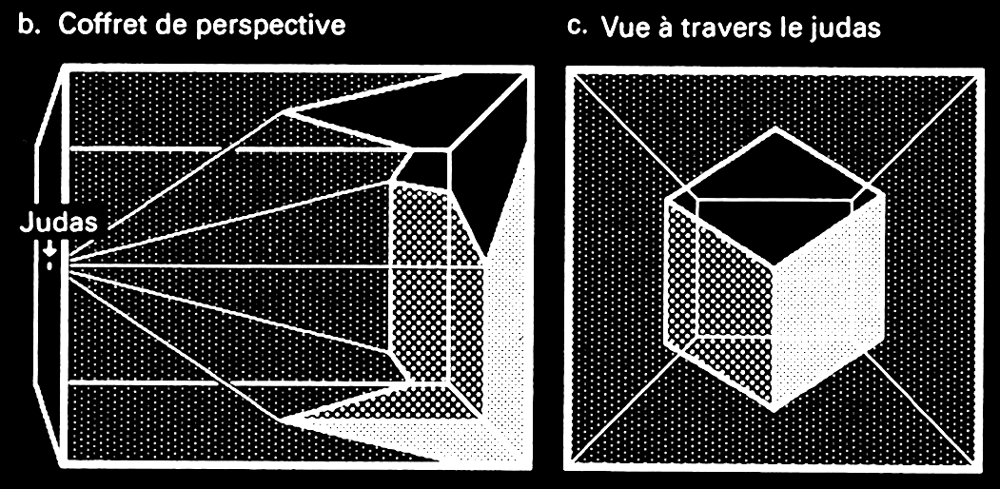 b. Coffret de perspective
c. Vue à travers le judas
Judas